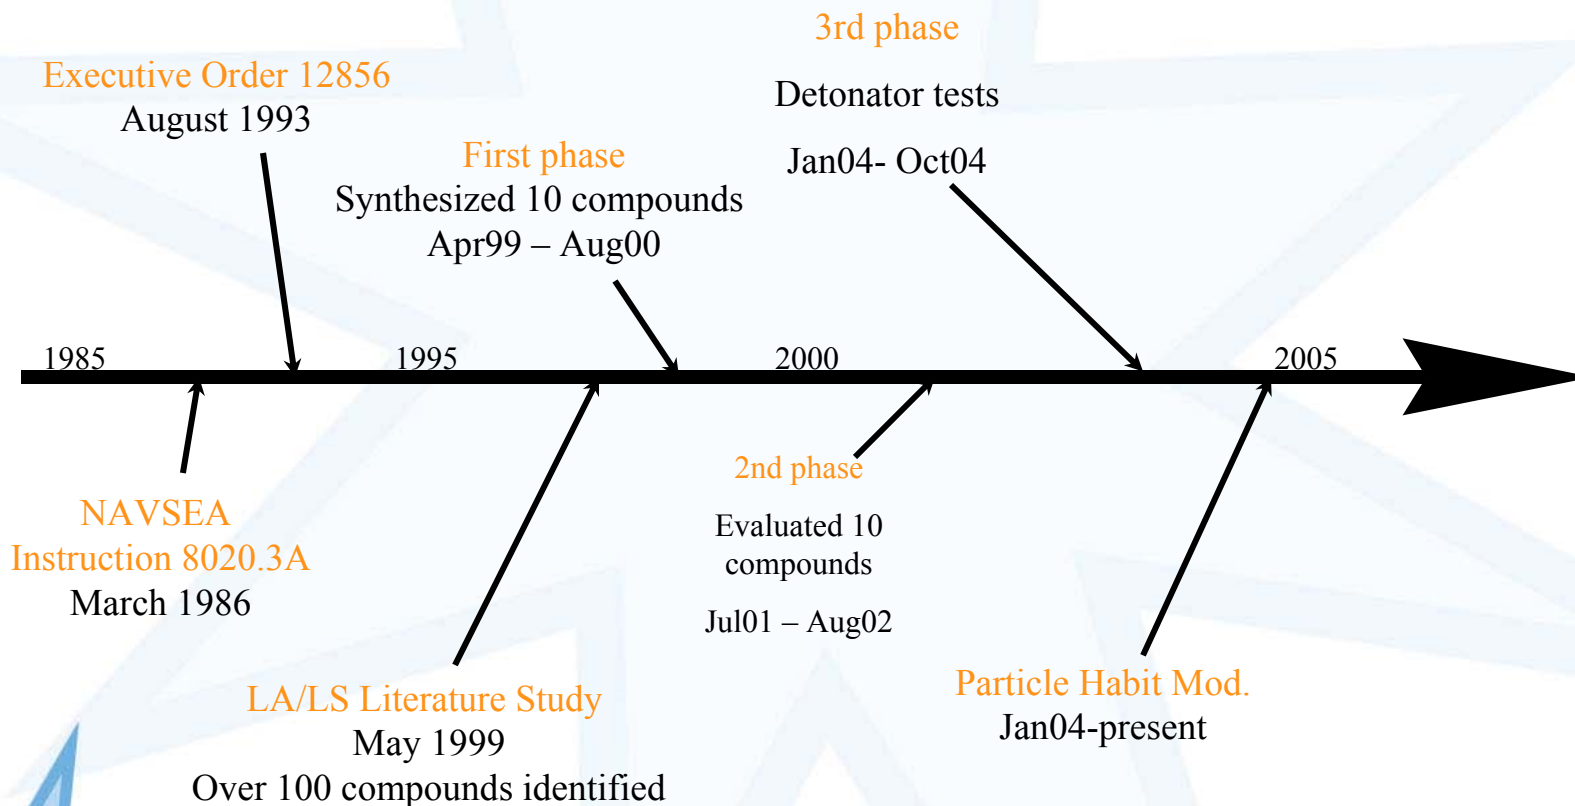 3rd phase
Detonator tests
Jan04- Oct04
Executive Order 12856
August 1993
First phase
Synthesized 10 compounds
Apr99 – Aug00
1985
1995
2000
2005
NAVSEA
Instruction 8020.3A
March 1986
2nd phase
Evaluated 10
compounds
Jul01 – Aug02
LA/LS Literature Study
May 1999
Over 100 compounds identified
Particle Habit Mod.
Jan04-present